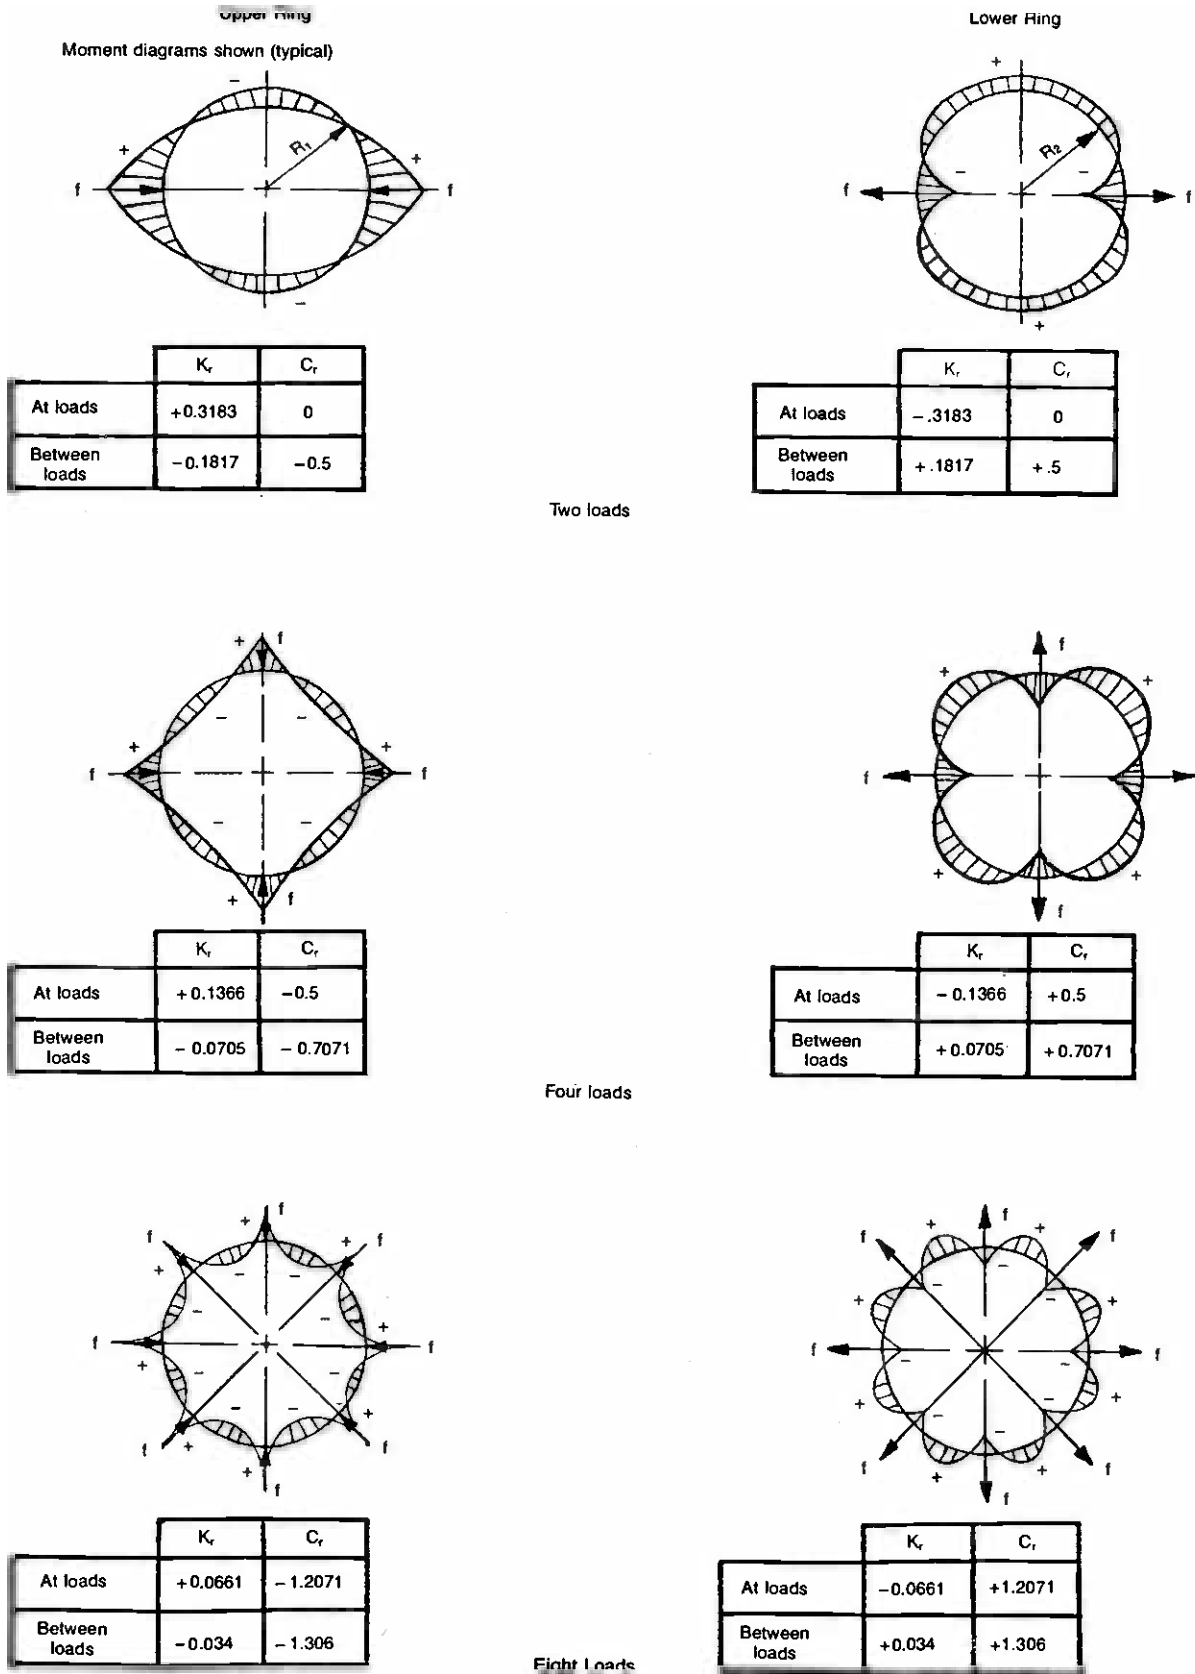 Upper Ring
Lower Ring
Moment diagrams shown (typical)
−
+
+
+
R₁
R₂
−
−
f
f
f
f
−
+
Kᵣ
Cᵣ
At loads
+0.3183
0
Between loads
−0.1817
−0.5
Kᵣ
Cᵣ
At loads
−.3183
0
Between loads
+.1817
+.5
Two loads
+
f
−
−
+
+
f
f
−
−
+
f
f
+
+
f
+
+
f
Kᵣ
Cᵣ
At loads
+0.1366
−0.5
Between loads
−0.0705
−0.7071
Kᵣ
Cᵣ
At loads
−0.1366
+0.5
Between loads
+0.0705
+0.7071
Four loads
f
+
+
f
f
−
−
+
−
−
+
f
f
+
−
−
−
−
+
+
f
f
+
f
f
+
+
f
f
−
−
−
+
+
f
−
−
f
+
+
−
−
−
f
f
+
+
f
Kᵣ
Cᵣ
At loads
+0.0661
−1.2071
Between loads
−0.034
−1.306
Kᵣ
Cᵣ
At loads
−0.0661
+1.2071
Between loads
+0.034
+1.306
Eight Loads